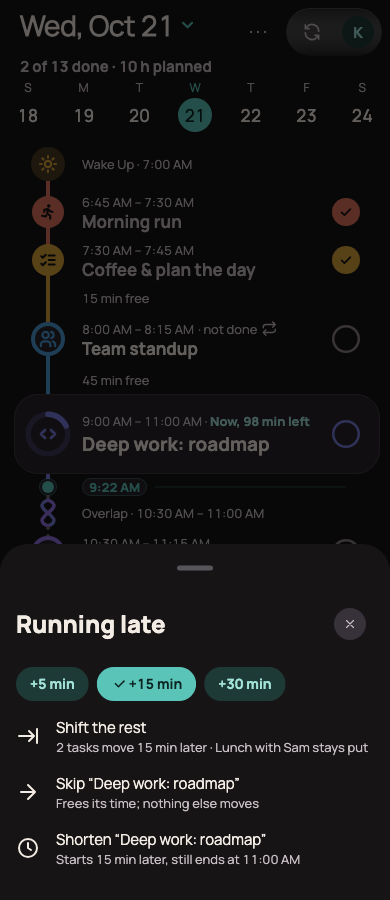 Wed, Oct 21
...
K
2 of 13 done · 10 h planned
S M T W T F S
18 19 20 21 22 23 24
Wake Up · 7:00 AM
6:45 AM – 7:30 AM
Morning run
7:30 AM – 7:45 AM
Coffee & plan the day
15 min free
8:00 AM – 8:15 AM · not done
Team standup
45 min free
9:00 AM – 11:00 AM · Now, 98 min left
Deep work: roadmap
9:22 AM
Overlap · 10:30 AM – 11:00 AM
10:30 AM – 11:15 AM
Running late
+5 min +15 min +30 min
Shift the rest
2 tasks move 15 min later · Lunch with Sam stays put
Skip “Deep work: roadmap”
Frees its time; nothing else moves
Shorten “Deep work: roadmap”
Starts 15 min later, still ends at 11:00 AM